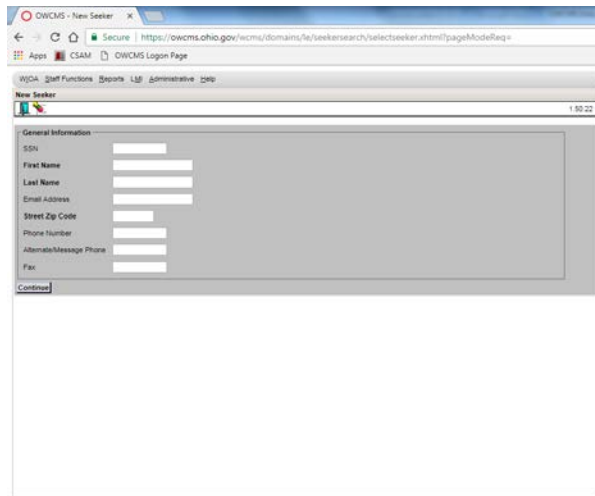 OWCMS - New Seeker
Secure | https://owcms.ohio.gov/wcms/domains/le/seekersearch/selectseeker.xhtml?pageModeReq=
Apps CSAM OWCMS Logon Page
WIOA Staff Functions Reports LMI Administrative Help
New Seeker
1.50.22
General Information
SSN
First Name
Last Name
Email Address
Street Zip Code
Phone Number
Alternate/Message Phone
Fax
Continue